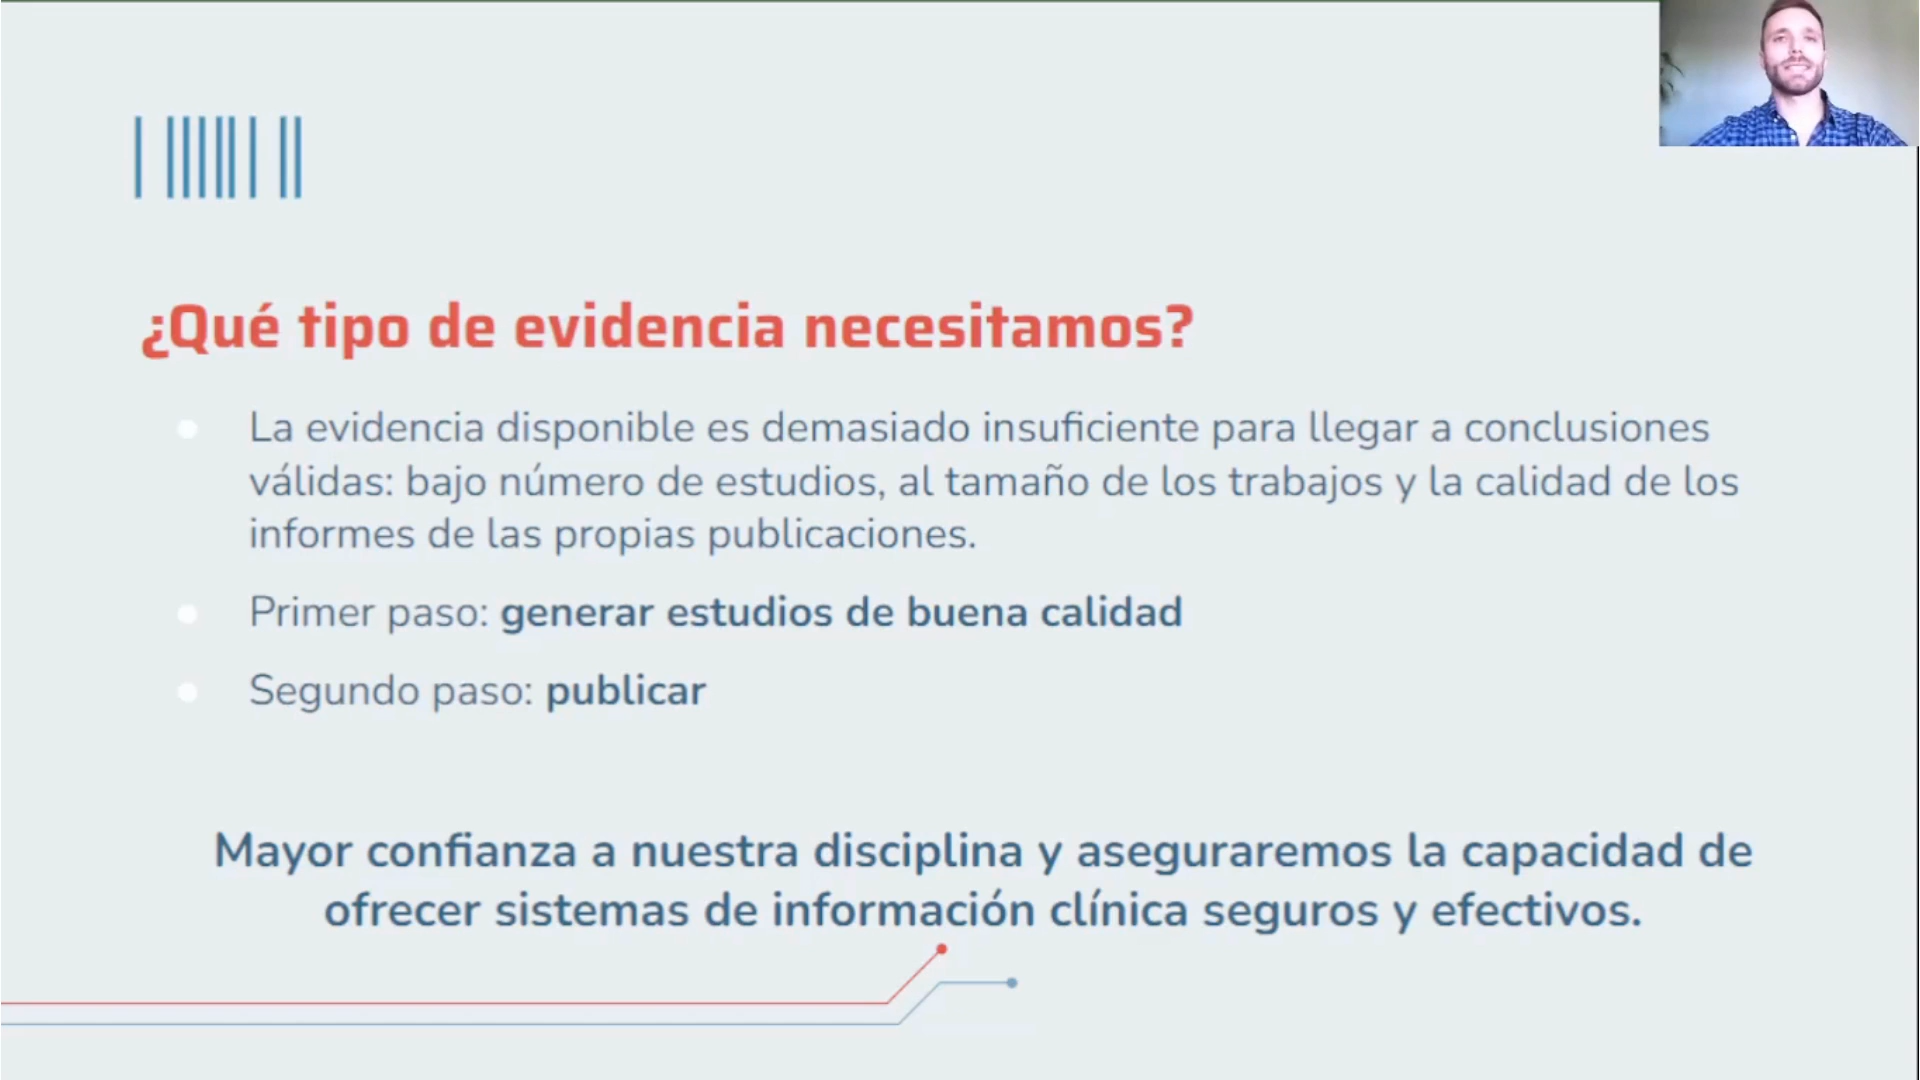 ¿Qué tipo de evidencia necesitamos?
La evidencia disponible es demasiado insuficiente para llegar a conclusiones
válidas: bajo número de estudios, al tamaño de los trabajos y la calidad de los
informes de las propias publicaciones.
Primer paso: generar estudios de buena calidad
Segundo paso: publicar
Mayor confianza a nuestra disciplina y aseguraremos la capacidad de
ofrecer sistemas de información clínica seguros y efectivos.